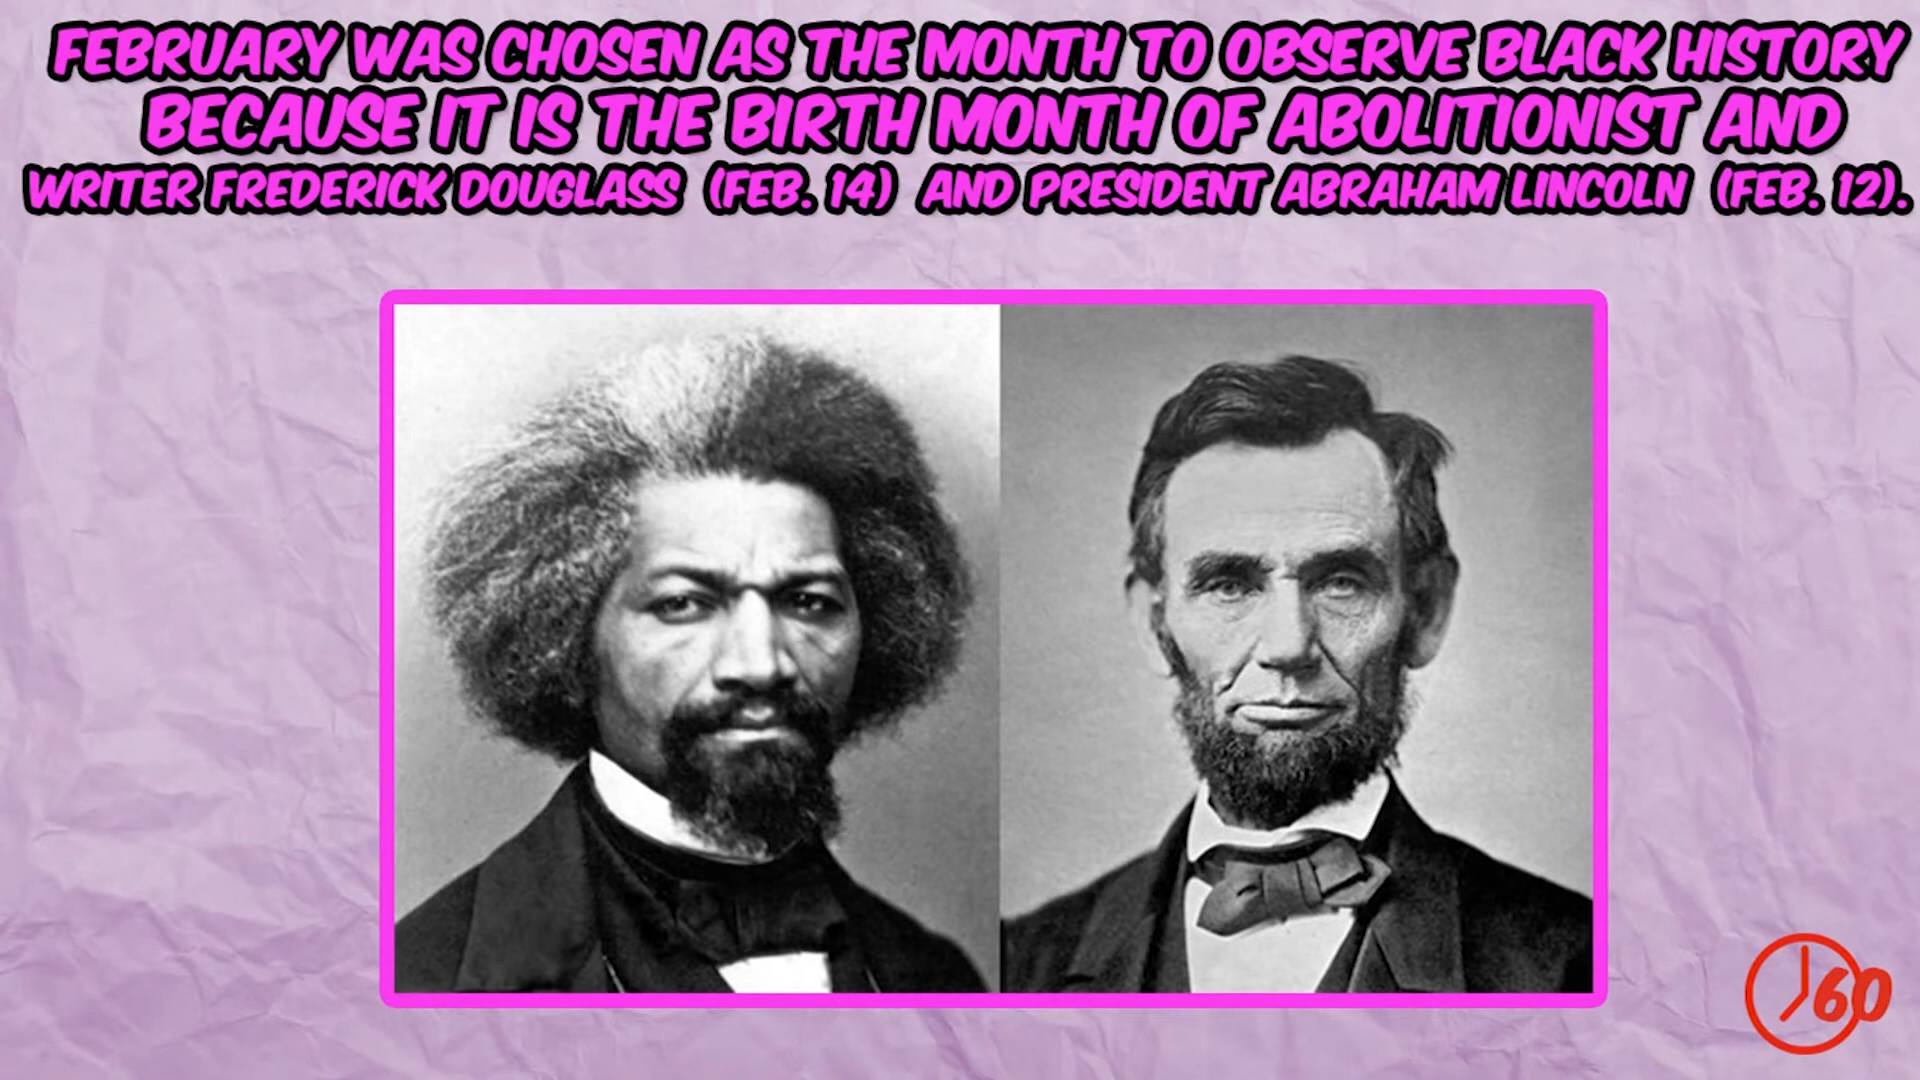 FEBRUARY WAS CHOSEN AS THE MONTH TO OBSERVE BLACK HISTORY
BECAUSE IT IS THE BIRTH MONTH OF ABOLITIONIST AND
WRITER FREDERICK DOUGLASS (FEB. 14) AND PRESIDENT ABRAHAM LINCOLN (FEB. 12).
60